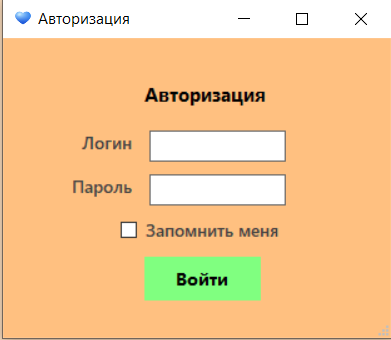 Авторизация
Авторизация
Логин
Пароль
Запомнить меня
Войти